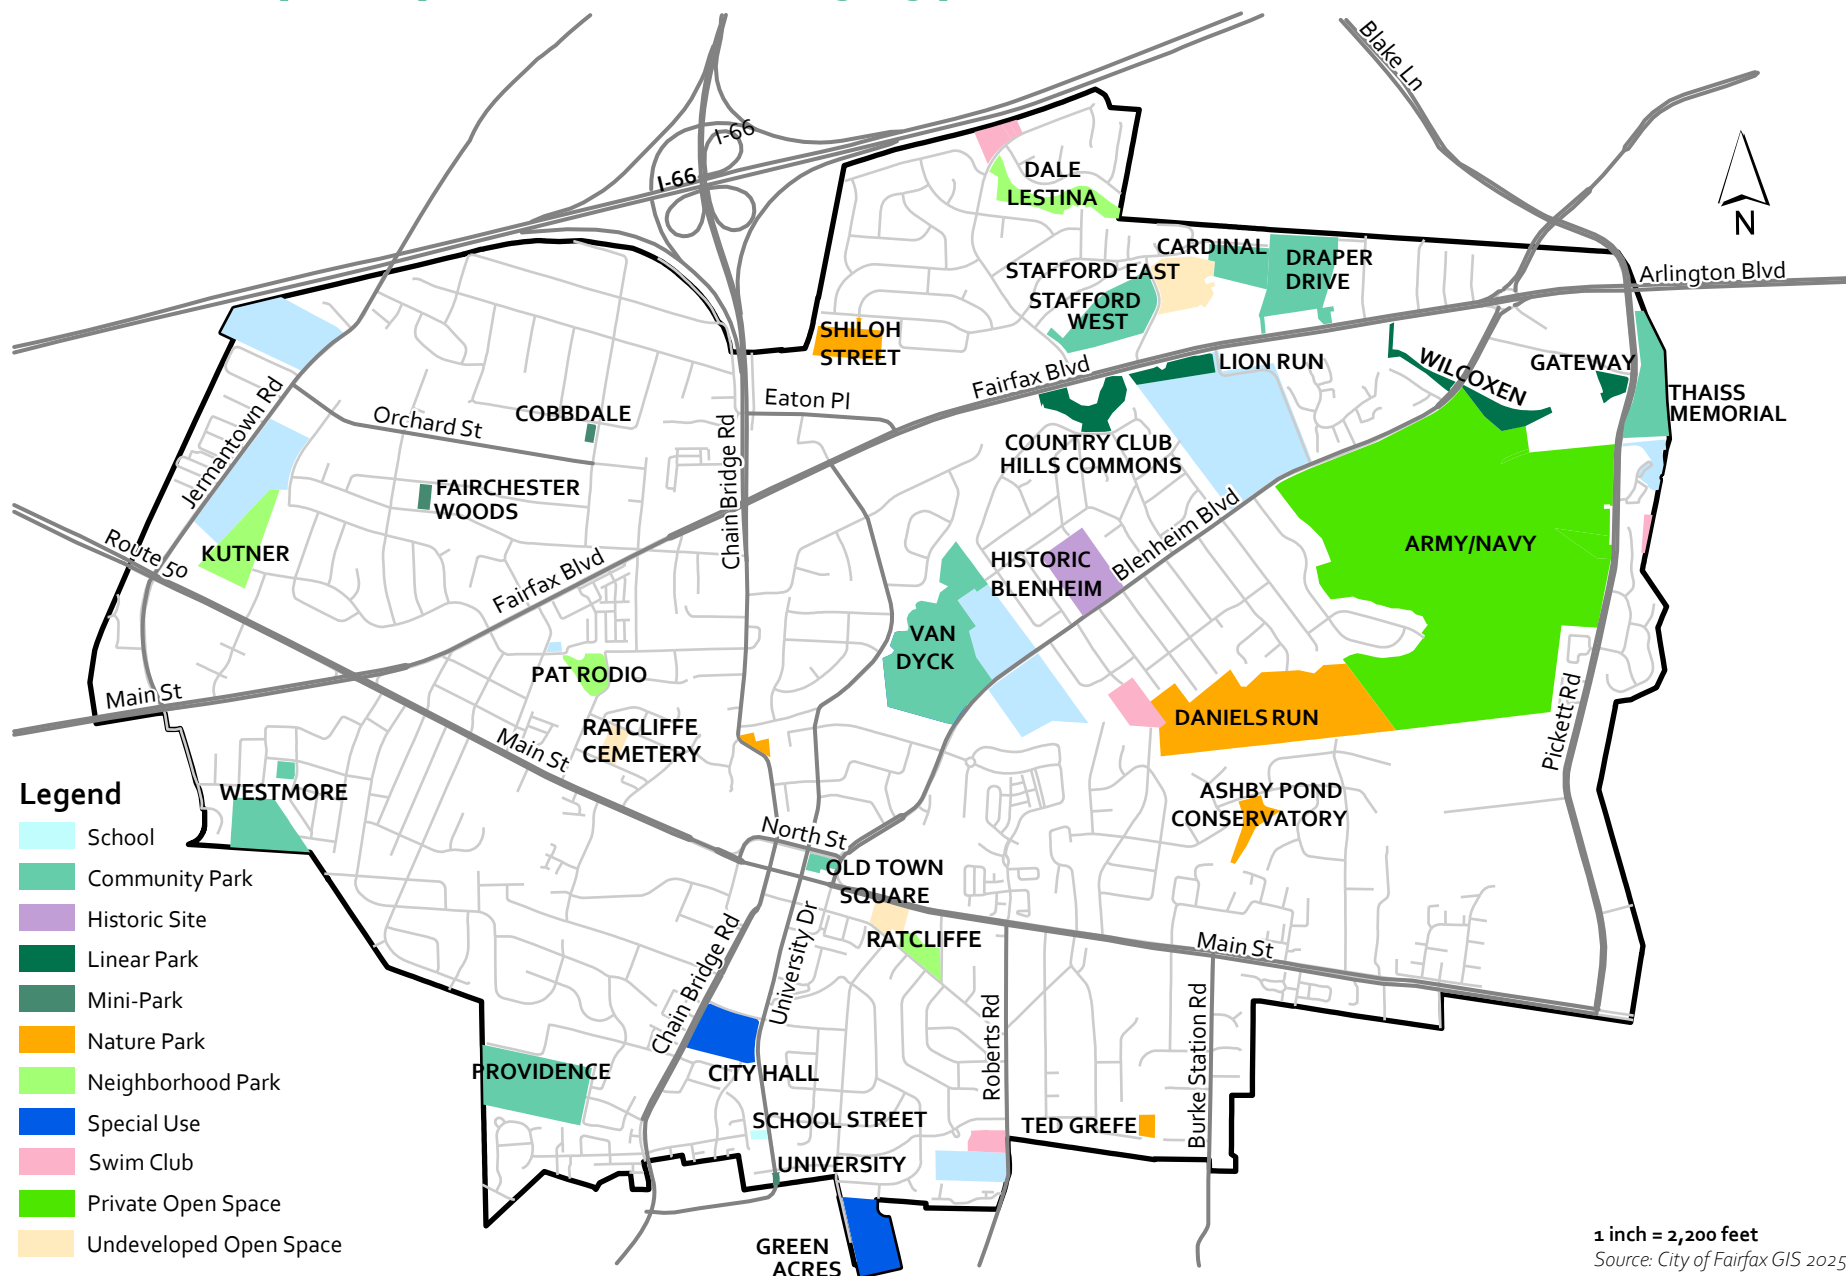 Blake Ln
I-66
I-66
DALE
LESTINA
N
CARDINAL
DRAPER
DRIVE
STAFFORD EAST
STAFFORD
WEST
Arlington Blvd
SHILOH
STREET
Fairfax Blvd
LION RUN
WILCOXEN
GATEWAY
THAISS
MEMORIAL
Eaton Pl
Jermantown Rd
Orchard St
COBBDALE
Chain Bridge Rd
COUNTRY CLUB
HILLS COMMONS
FAIRCHESTER
WOODS
Route 50
KUTNER
Fairfax Blvd
HISTORIC
BLENHEIM
Blenheim Blvd
ARMY/NAVY
VAN
DYCK
PAT RODIO
Main St
RATCLIFFE
CEMETERY
Main St
DANIELS RUN
Pickett Rd
WESTMORE
ASHBY POND
CONSERVATORY
North St
OLD TOWN
SQUARE
RATCLIFFE
Main St
Chain Bridge Rd
University Dr
Roberts Rd
Burke Station Rd
PROVIDENCE
CITY HALL
SCHOOL STREET
TED GREFE
UNIVERSITY
GREEN
ACRES
Legend
School
Community Park
Historic Site
Linear Park
Mini-Park
Nature Park
Neighborhood Park
Special Use
Swim Club
Private Open Space
Undeveloped Open Space
1 inch = 2,200 feet
Source: City of Fairfax GIS 2025